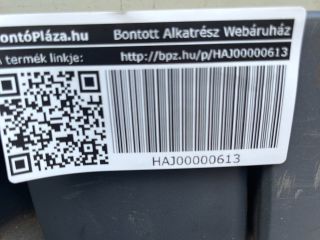 ontóPláza.hu Bontott Alkatrész Webáruház
termék linkje: http://bpz.hu/p/HAJ00000613
HAJ00000613